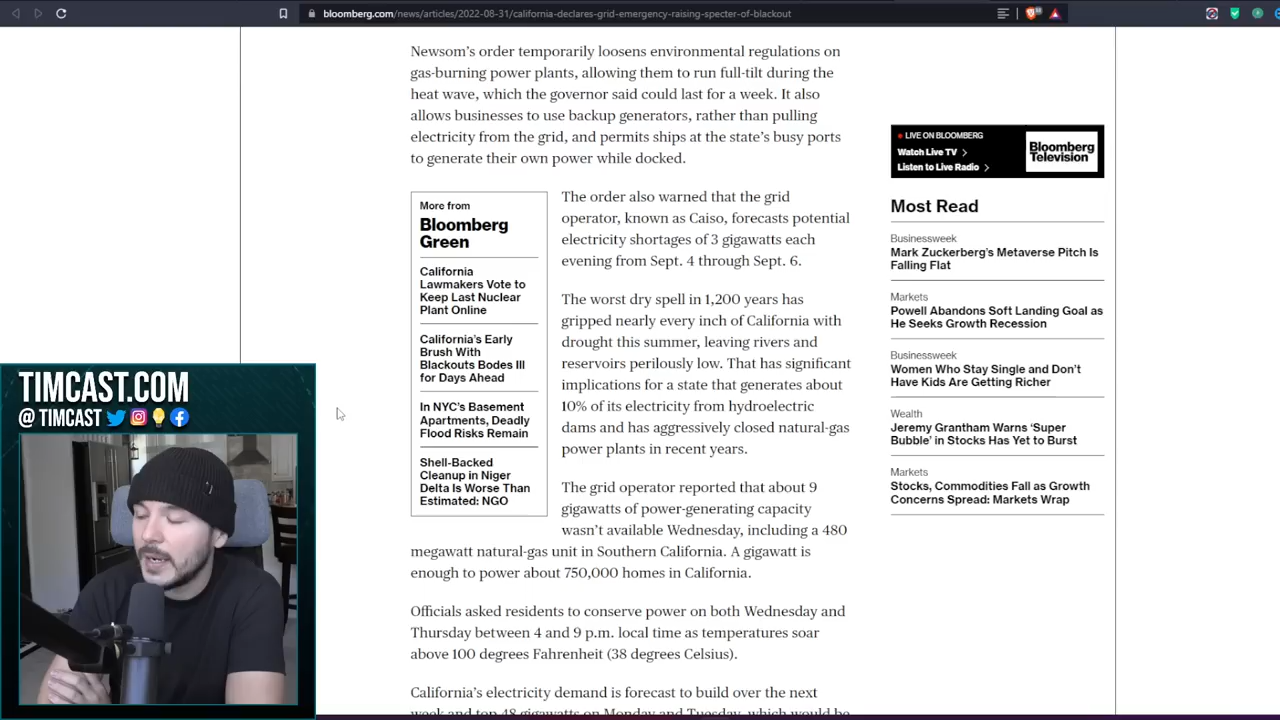 bloomberg.com/news/articles/2022-08-31/california-declares-grid-emergency-raising-specter-of-blackout
Newsom's order temporarily loosens environmental regulations on
gas-burning power plants, allowing them to run full-tilt during the
heat wave, which the governor said could last for a week. It also
allows businesses to use backup generators, rather than pulling
electricity from the grid, and permits ships at the state's busy ports
to generate their own power while docked.
More from
Bloomberg
Green
California
Lawmakers Vote to
Keep Last Nuclear
Plant Online
California's Early
Brush With
Blackouts Bodes Ill
for Days Ahead
In NYC's Basement
Apartments, Deadly
Flood Risks Remain
Shell-Backed
Cleanup in Niger
Delta Is Worse Than
Estimated: NGO
The order also warned that the grid
operator, known as Caiso, forecasts potential
electricity shortages of 3 gigawatts each
evening from Sept. 4 through Sept. 6.
The worst dry spell in 1,200 years has
gripped nearly every inch of California with
drought this summer, leaving rivers and
reservoirs perilously low. That has significant
implications for a state that generates about
10% of its electricity from hydroelectric
dams and has aggressively closed natural-gas
power plants in recent years.
The grid operator reported that about 9
gigawatts of power-generating capacity
wasn't available Wednesday, including a 480
megawatt natural-gas unit in Southern California. A gigawatt is
enough to power about 750,000 homes in California.
Officials asked residents to conserve power on both Wednesday and
Thursday between 4 and 9 p.m. local time as temperatures soar
above 100 degrees Fahrenheit (38 degrees Celsius).
California's electricity demand is forecast to build over the next
week and top 48 gigawatts on Monday and Tuesday, which would be
LIVE ON BLOOMBERG
Watch Live TV >
Listen to Live Radio >
Bloomberg
Television
Most Read
Businessweek
Mark Zuckerberg's Metaverse Pitch Is
Falling Flat
Markets
Powell Abandons Soft Landing Goal as
He Seeks Growth Recession
Businessweek
Women Who Stay Single and Don't
Have Kids Are Getting Richer
Wealth
Jeremy Grantham Warns 'Super
Bubble' in Stocks Has Yet to Burst
Markets
Stocks, Commodities Fall as Growth
Concerns Spread: Markets Wrap
TIMCAST.COM
@ TIMCAST